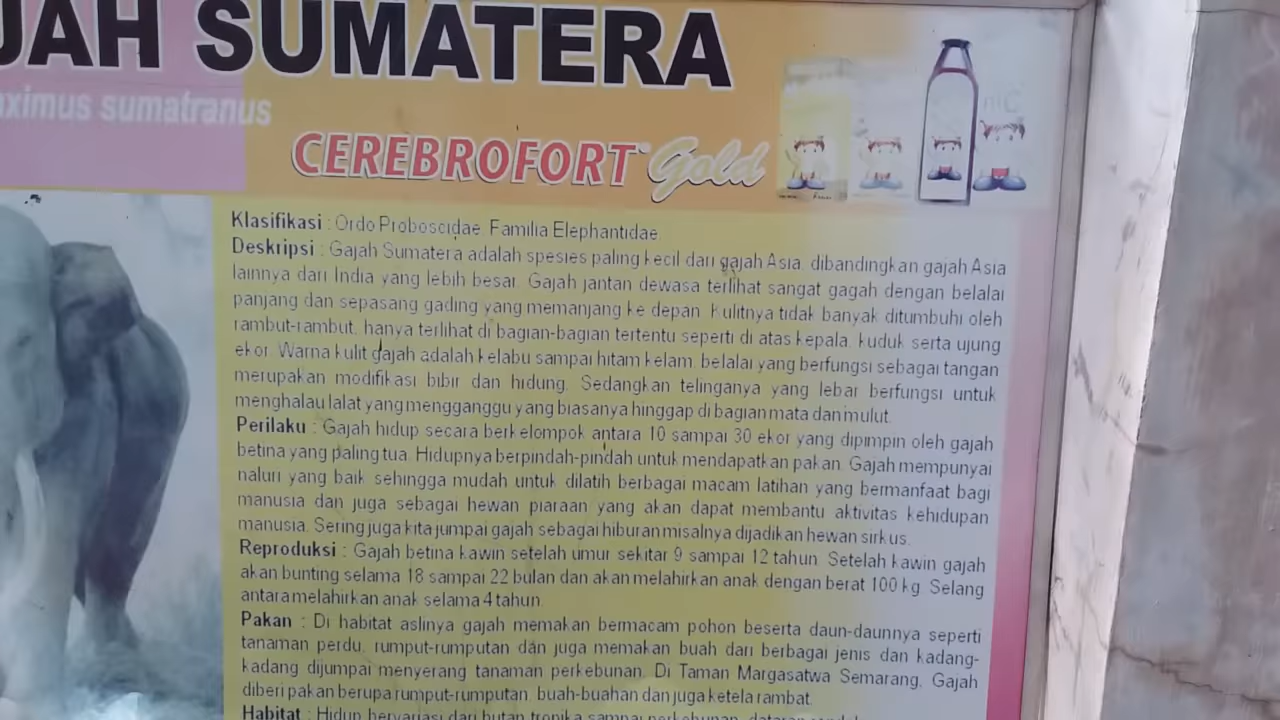 JAH SUMATERA
aximus sumatranus
CEREBROFORT Gold
Klasifikasi : Ordo Proboscidae. Familia Elephantidae
Deskripsi : Gajah Sumatera adalah spesies paling kecil dari gajah Asia, dibandingkan gajah Asia
lainnya dari India yang lebih besar. Gajah jantan dewasa terlihat sangat gagah dengan belalai
panjang dan sepasang gading yang memanjang ke depan. Kulitnya tidak banyak ditumbuhi oleh
rambut-rambut, hanya terlihat di bagian-bagian tertentu seperti di atas kepala, kuduk serta ujung
ekor. Warna kulit gajah adalah kelabu sampai hitam kelam, belalai yang berfungsi sebagai tangan
merupakan modifikasi bibir dan hidung. Sedangkan telinganya yang lebar berfungsi untuk
menghalau lalat yang mengganggu yang biasanya hinggap di bagian mata dan mulut.
Perilaku : Gajah hidup secara berkelompok antara 10 sampai 30 ekor yang dipimpin oleh gajah
betina yang paling tua. Hidupnya berpindah-pindah untuk mendapatkan pakan. Gajah mempunyai
naluri yang baik sehingga mudah untuk dilatih berbagai macam latihan yang bermanfaat bagi
manusia dan juga sebagai hewan piaraan yang akan dapat membantu aktivitas kehidupan
manusia. Sering juga kita jumpai gajah sebagai hiburan misalnya dijadikan hewan sirkus.
Reproduksi : Gajah betina kawin setelah umur sekitar 9 sampai 12 tahun. Setelah kawin gajah
akan bunting selama 18 sampai 22 bulan dan akan melahirkan anak dengan berat 100 kg. Selang
antara melahirkan anak selama 4 tahun.
Pakan : Di habitat aslinya gajah memakan bermacam pohon beserta daun-daunnya seperti
tanaman perdu, rumput-rumputan dan juga memakan buah dari berbagai jenis dan kadang-
kadang dijumpai menyerang tanaman perkebunan. Di Taman Margasatwa Semarang, Gajah
diberi pakan berupa rumput-rumputan, buah-buahan dan juga ketela rambat.
Habitat : Hidup bervariasi dari hutan tropika sampai perkebunan, dataran